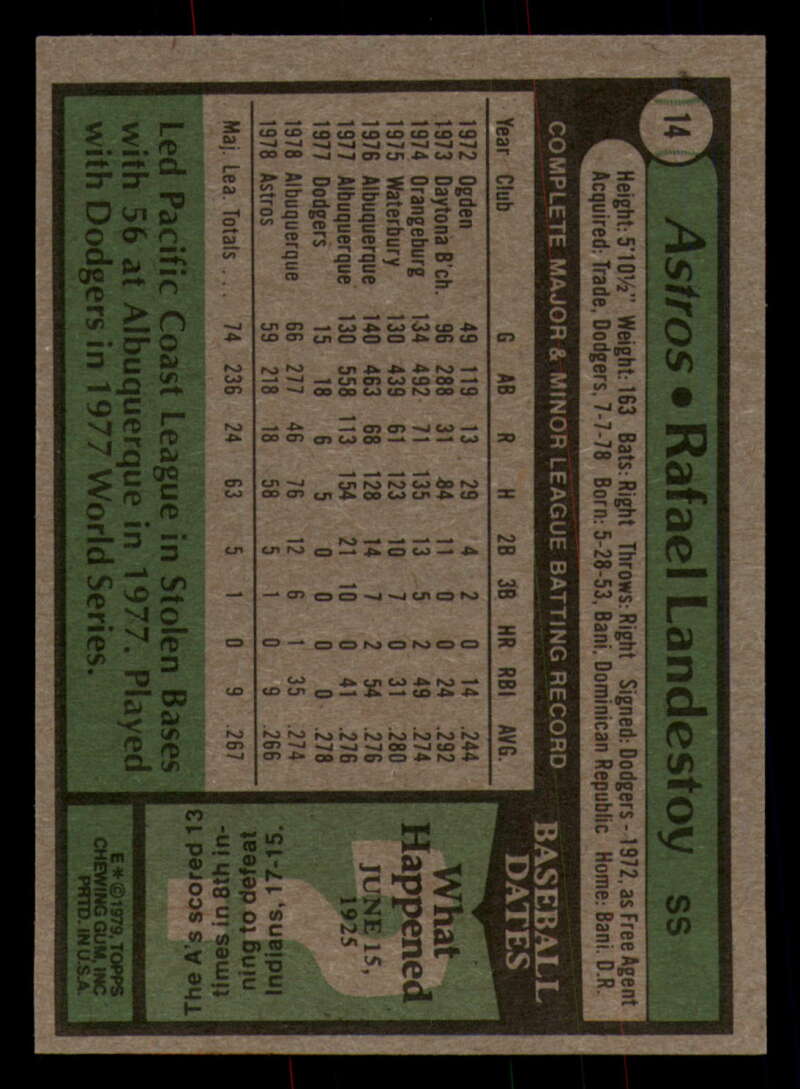 14
Astros • Rafael Landestoy SS
Height: 5'10½" Weight: 163 Bats: Right Throws: Right Signed: Dodgers - 1972, as Free Agent
Acquired: Trade, Dodgers, 7-7-78 Born: 5-28-53, Bani, Dominican Republic Home: Bani. D.R.
COMPLETE MAJOR & MINOR LEAGUE BATTING RECORD
Year Club G AB R H 2B 3B HR RBI AVG.
1972 Ogden 49 119 13 29 4 2 0 14 .244
1973 Daytona B'ch. 96 288 31 84 11 0 0 24 .292
1974 Orangeburg 134 492 71 135 13 5 2 49 .274
1975 Waterbury 130 439 61 123 10 7 0 31 .280
1976 Albuquerque 140 463 68 128 14 7 2 54 .276
1977 Albuquerque 130 558 113 154 21 10 0 41 .276
1977 Dodgers 15 18 6 5 0 0 0 0 .278
1978 Albuquerque 66 277 46 76 12 6 1 35 .274
1978 Astros 59 218 18 58 5 1 0 9 .266
Maj. Lea. Totals . . . 74 236 24 63 5 1 0 9 .267
Led Pacific Coast League in Stolen Bases
with 56 at Albuquerque in 1977. Played
with Dodgers in 1977 World Series.
BASEBALL
DATES
What
Happened
JUNE 15,
1925
The A's scored 13
times in 8th in-
ning to defeat
Indians, 17-15.
E*©1979, TOPPS
CHEWING GUM, INC
PRTD. IN U.S.A.